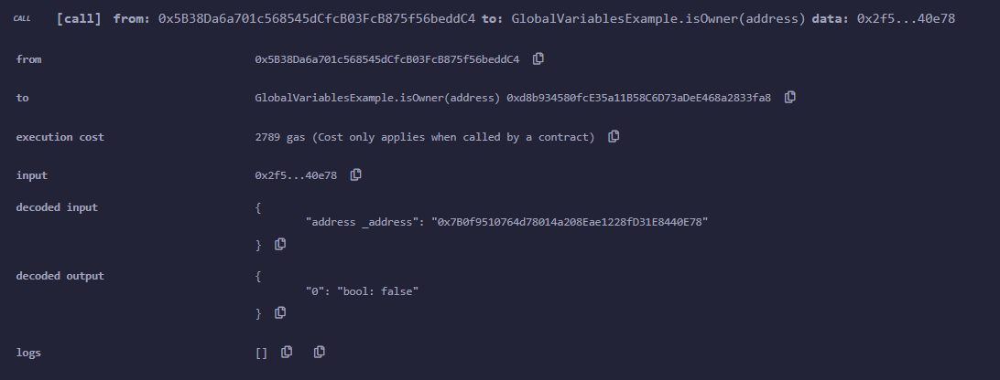 CALL [call] from: 0x5B38Da6a701c568545dCfcB03FcB875f56beddC4 to: GlobalVariablesExample.isOwner(address) data: 0x2f5...40e78
from 0x5B38Da6a701c568545dCfcB03FcB875f56beddC4
to GlobalVariablesExample.isOwner(address) 0xd8b934580fcE35a11B58C6D73aDeE468a2833fa8
execution cost 2789 gas (Cost only applies when called by a contract)
input 0x2f5...40e78
decoded input {
"address _address": "0x7B0f9510764d78014a208Eae1228fD31E8440E78"
}
decoded output {
"0": "bool: false"
}
logs []